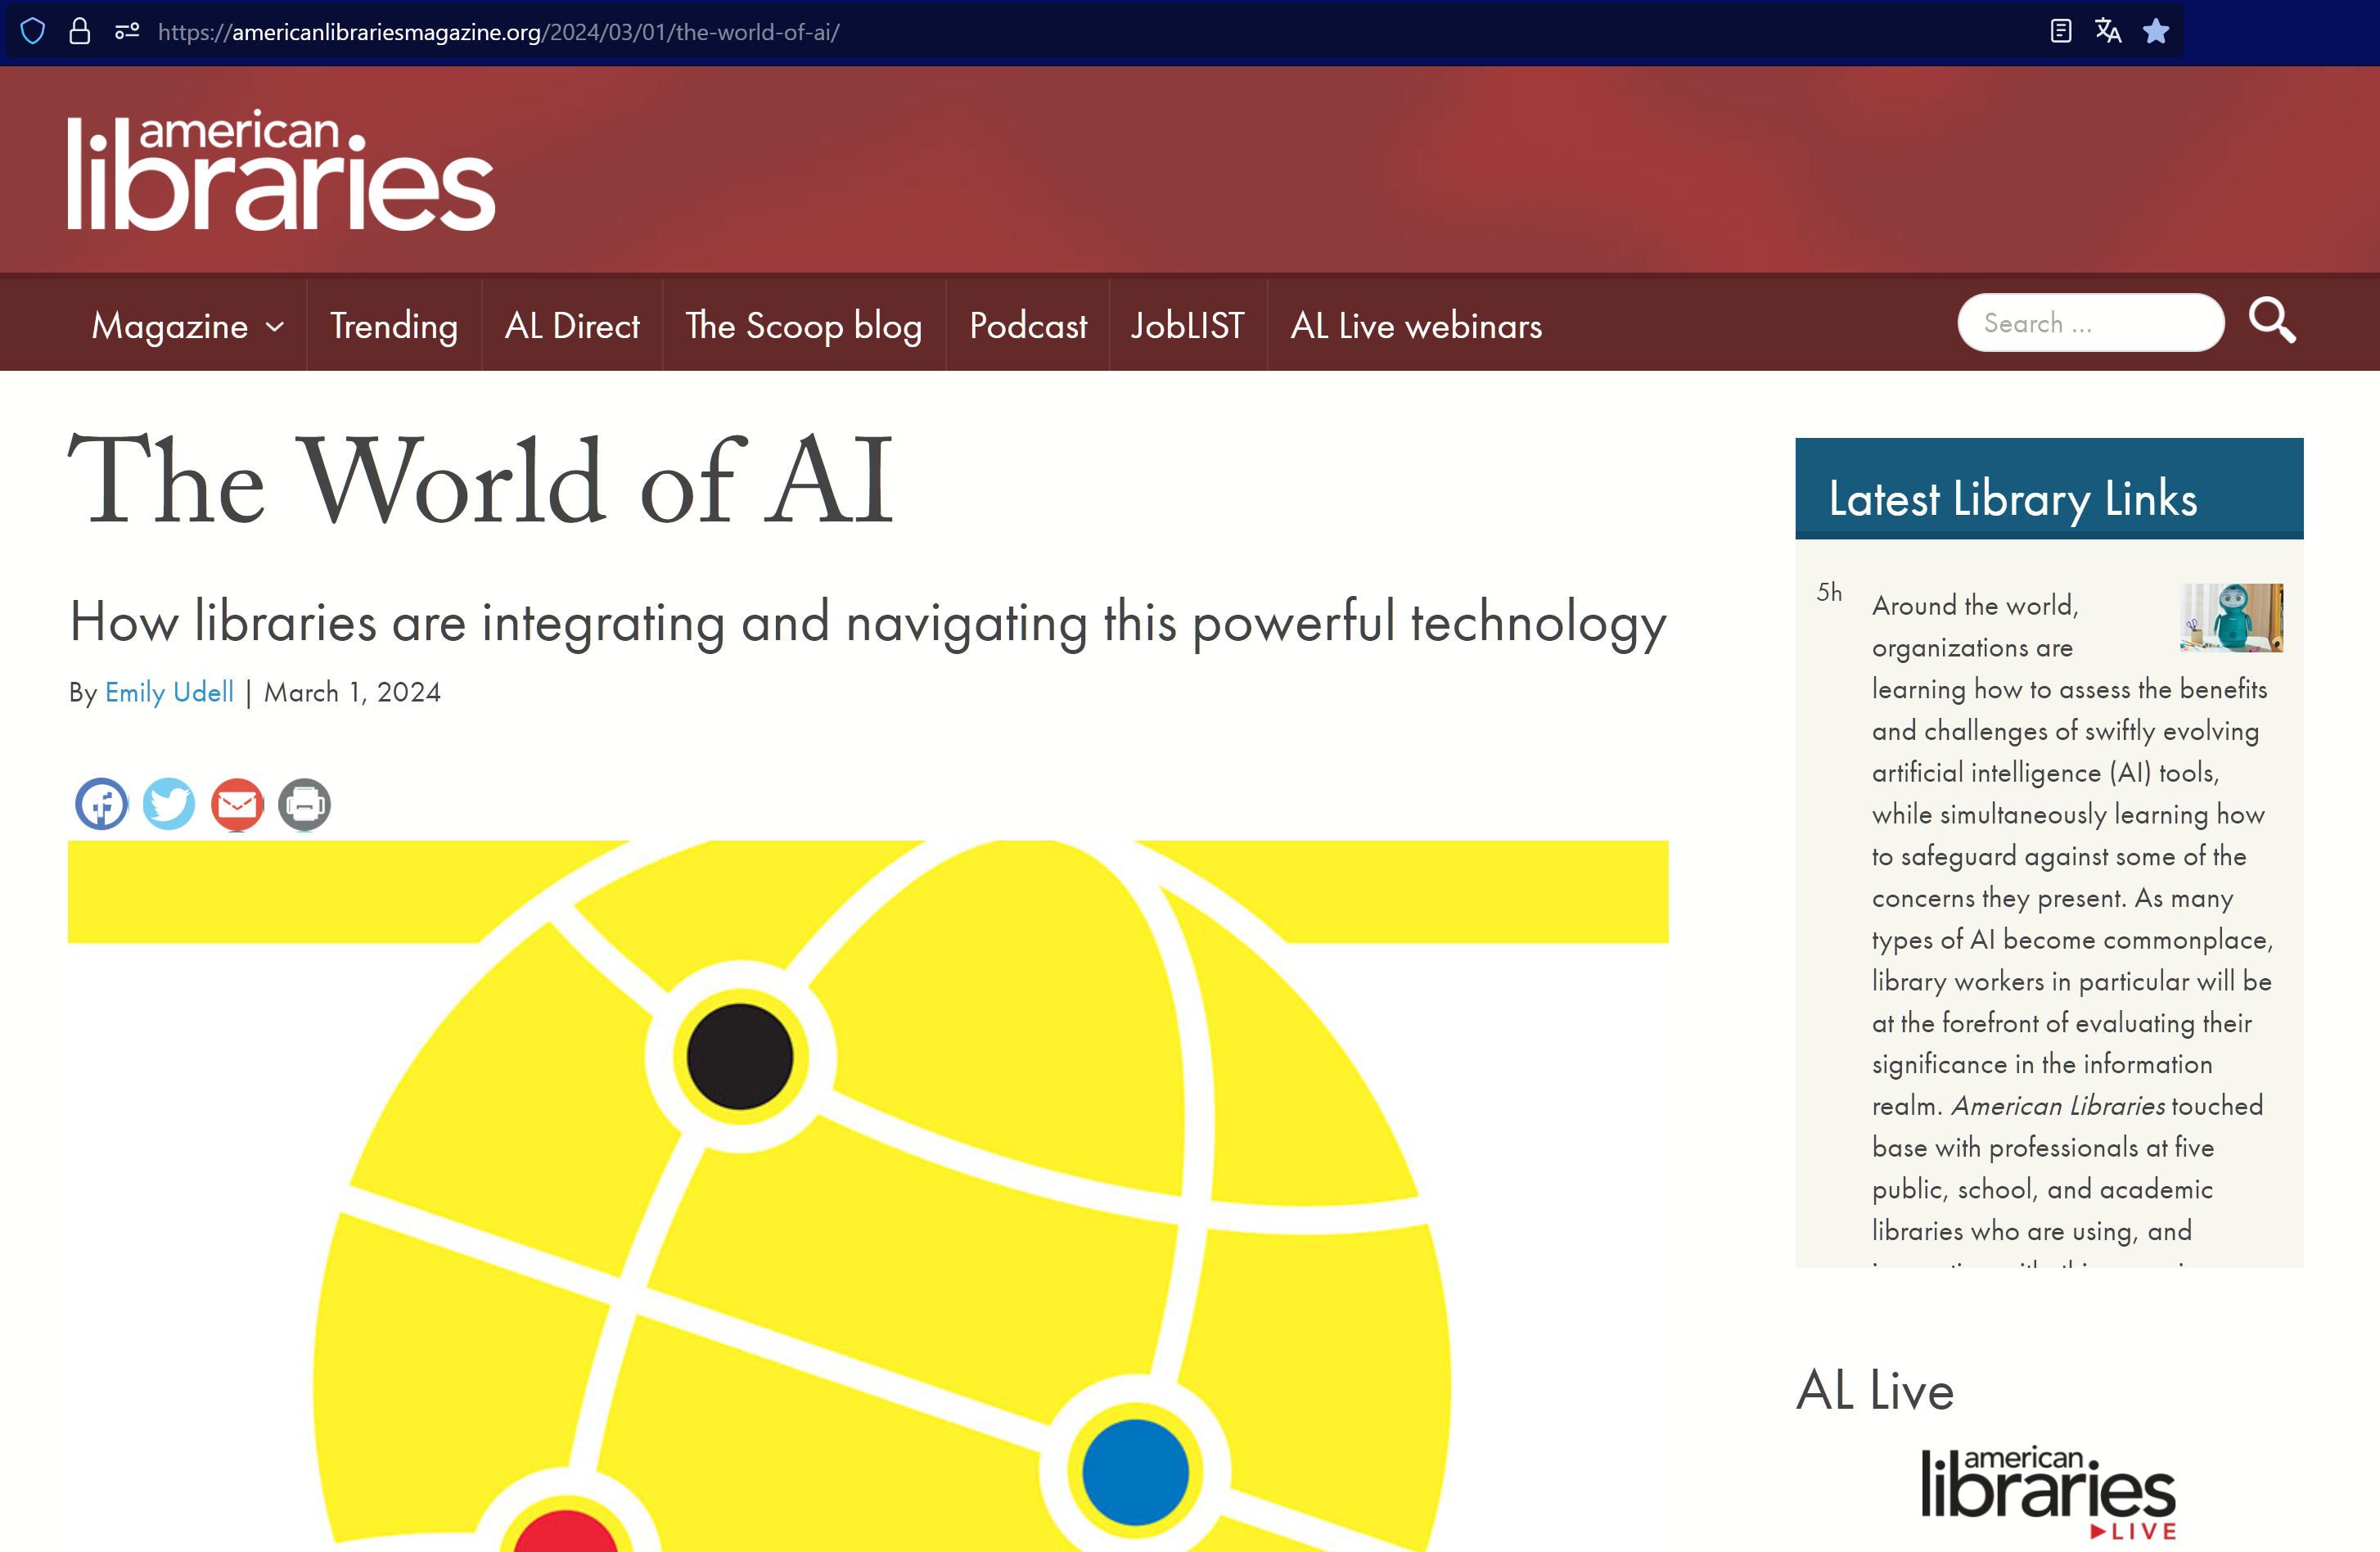 https://americanlibrariesmagazine.org/2024/03/01/the-world-of-ai/
american
libraries
Magazine
Trending
AL Direct
The Scoop blog
Podcast
JobLIST
AL Live webinars
Search ...
The World of AI
How libraries are integrating and navigating this powerful technology
By Emily Udell | March 1, 2024
Latest Library Links
5h
Around the world,
organizations are
learning how to assess the benefits
and challenges of swiftly evolving
artificial intelligence (AI) tools,
while simultaneously learning how
to safeguard against some of the
concerns they present. As many
types of AI become commonplace,
library workers in particular will be
at the forefront of evaluating their
significance in the information
realm. American Libraries touched
base with professionals at five
public, school, and academic
libraries who are using, and
AL Live
american
libraries
LIVE